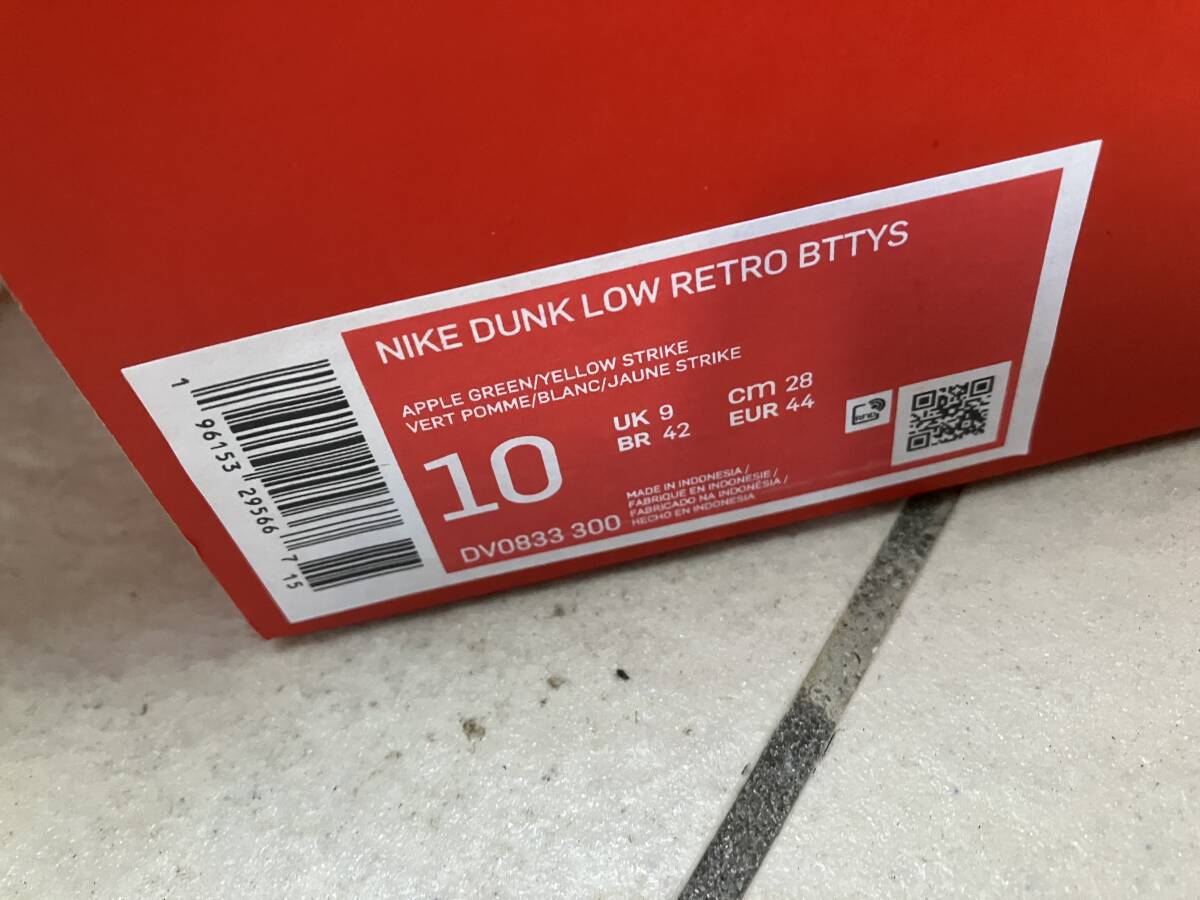 NIKE DUNK LOW RETRO BTTYS
APPLE GREEN/YELLOW STRIKE
VERT POMME/BLANC/JAUNE STRIKE
10
UK 9
BR 42
cm 28
EUR 44
RFID
DV0833 300
MADE IN INDONESIA/
FABRIQUE EN INDONESIE/
FABRICADO NA INDONÉSIA/
HECHO EN INDONESIA
1 96153 29566 7 15